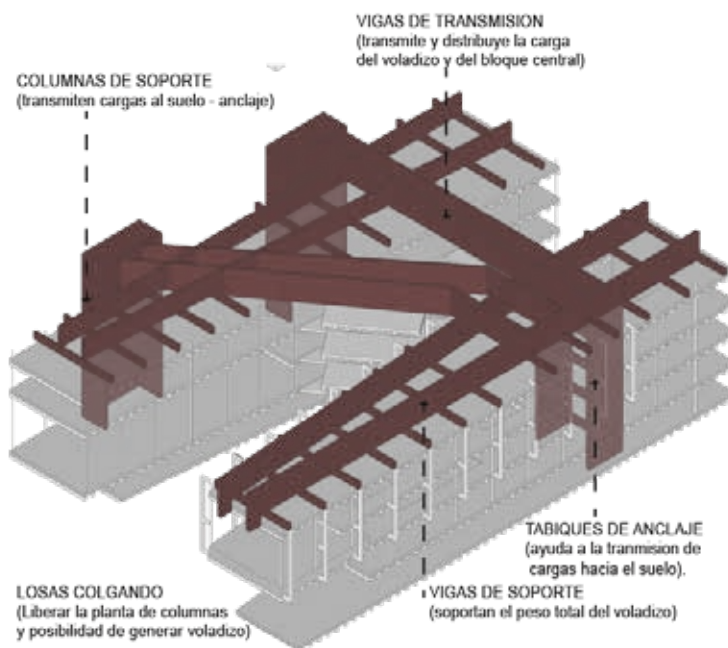 VIGAS DE TRANSMISION
(transmite y distribuye la carga
del voladizo y del bloque central)
COLUMNAS DE SOPORTE
(transmiten cargas al suelo - anclaje)
TABIQUES DE ANCLAJE
(ayuda a la tranmision de
cargas hacia el suelo).
LOSAS COLGANDO
(Liberar la planta de columnas
y posibilidad de generar voladizo)
VIGAS DE SOPORTE
(soportan el peso total del voladizo)